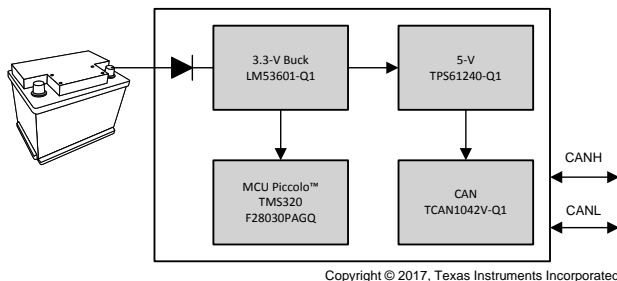 3.3-V Buck
LM53601-Q1
5-V
TPS61240-Q1
MCU Piccolo™
TMS320
F28030PAGQ
CAN
TCAN1042V-Q1
CANH
CANL
Copyright © 2017, Texas Instruments Incorporated